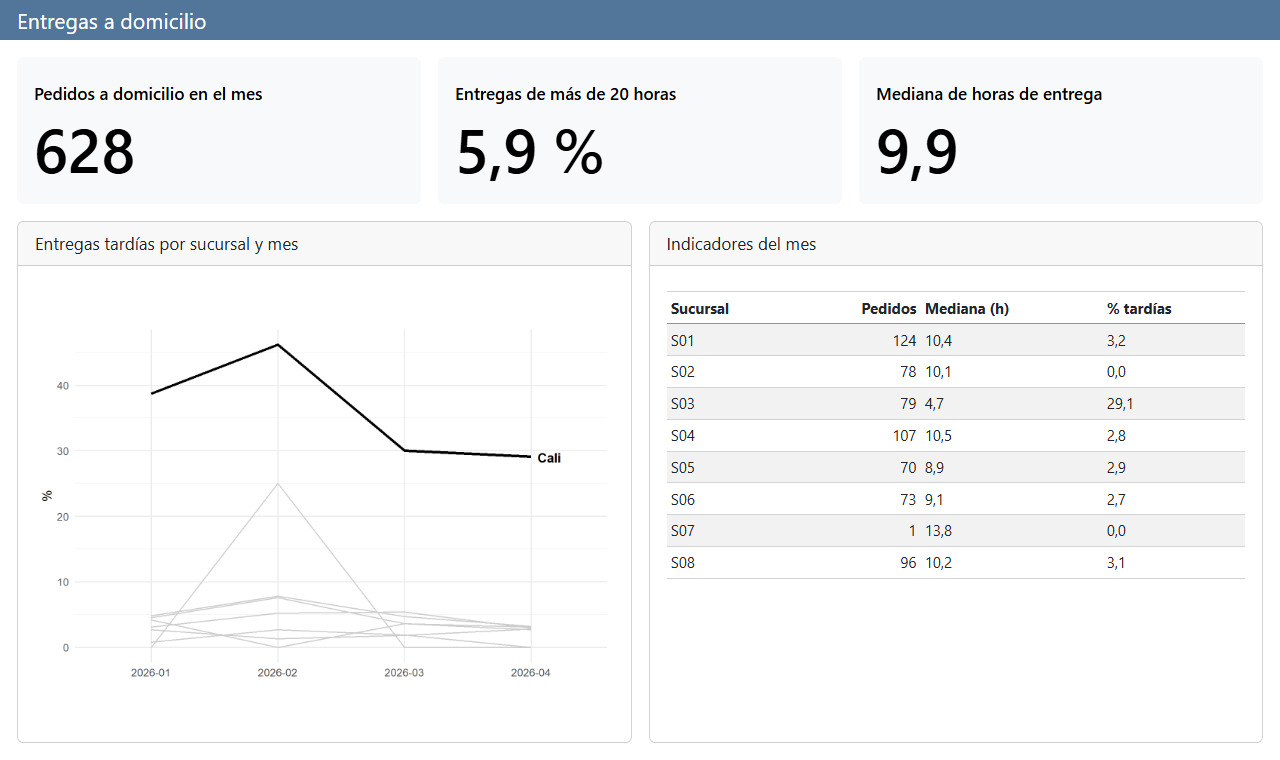 Entregas a domicilio
Pedidos a domicilio en el mes
628
Entregas de más de 20 horas
5,9 %
Mediana de horas de entrega
9,9
Entregas tardías por sucursal y mes
%
40
30
20
10
0
Cali
2026-01 2026-02 2026-03 2026-04
Indicadores del mes
Sucursal Pedidos Mediana (h) % tardías
S01 124 10,4 3,2
S02 78 10,1 0,0
S03 79 4,7 29,1
S04 107 10,5 2,8
S05 70 8,9 2,9
S06 73 9,1 2,7
S07 1 13,8 0,0
S08 96 10,2 3,1